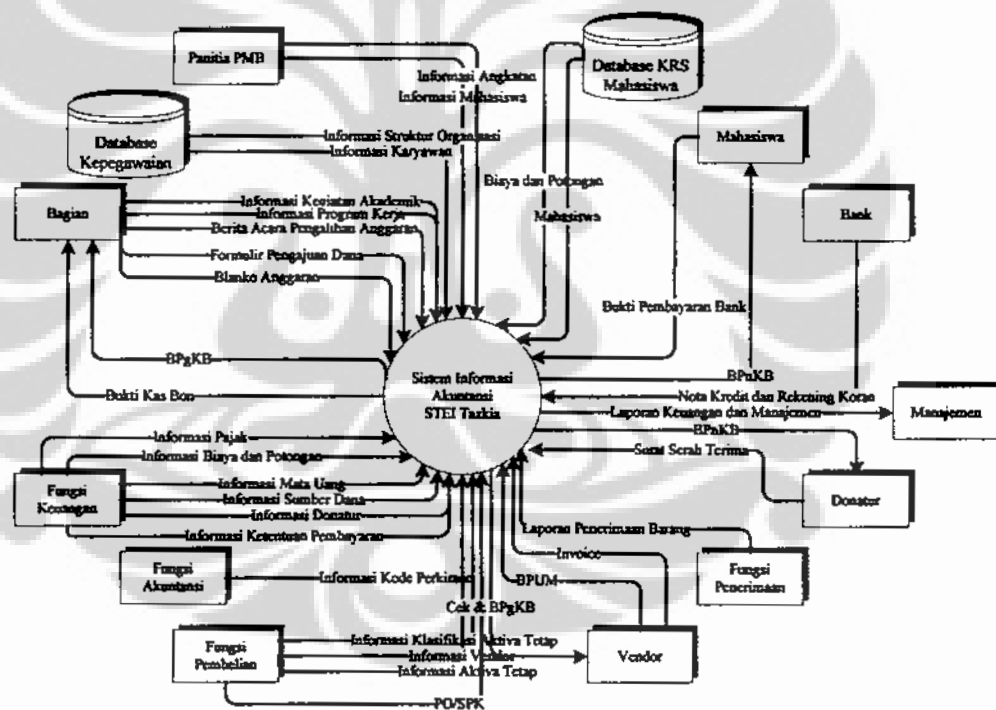 Panitia PMB
Database KRS
Mahasiswa
Informasi Angkatan
Informasi Mahasiswa
Database
Kepegawaian
Informasi Struktur Organisasi
Informasi Karyawan
Mahasiswa
Biaya dan Potongan
Mahasiswa
Bagian
Informasi Kegiatan Akademik
Informasi Program Kerja
Berita Acara Pengalihan Anggaran
Formulir Pengajuan Dana
Blanko Anggaran
Bank
Bukti Pembayaran Bank
BPgKB
Bukti Kas Bon
Sistem Informasi
Akuntansi
STEI Tazkia
BPnKB
Nota Kredit dan Rekening Koran
Laporan Keuangan dan Manajemen
BPnKB
Surat Serah Terima
Manajemen
Donatur
Informasi Pajak
Informasi Biaya dan Potongan
Fungsi
Keuangan
Informasi Mata Uang
Informasi Sumber Dana
Informasi Donatur
Informasi Ketentuan Pembayaran
Laporan Penerimaan Barang
Invoice
BPUM
Fungsi
Penerimaan
Fungsi
Akuntansi
Informasi Kode Perkiraan
Cek & BPgKB
Fungsi
Pembelian
Informasi Klasifikasi Aktiva Tetap
Informasi Vendor
Informasi Aktiva Tetap
PO/SPK
Vendor